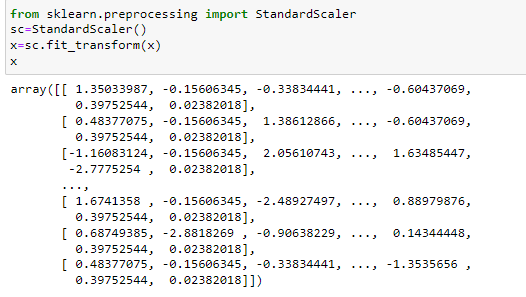 from sklearn.preprocessing import StandardScaler
sc=StandardScaler()
x=sc.fit_transform(x)
x
array([[ 1.35033987, -0.15606345, -0.33834441, ..., -0.60437069,
         0.39752544,  0.02382018],
       [ 0.48377075, -0.15606345,  1.38612866, ..., -0.60437069,
         0.39752544,  0.02382018],
       [-1.16083124, -0.15606345,  2.05610743, ...,  1.63485447,
        -2.7775254 ,  0.02382018],
       ...,
       [ 1.6741358 , -0.15606345, -2.48927497, ...,  0.88979876,
         0.39752544,  0.02382018],
       [ 0.68749385, -2.8818269 , -0.90638229, ...,  0.14344448,
         0.39752544,  0.02382018],
       [ 0.48377075, -0.15606345, -0.33834441, ..., -1.3535656 ,
         0.39752544,  0.02382018]])